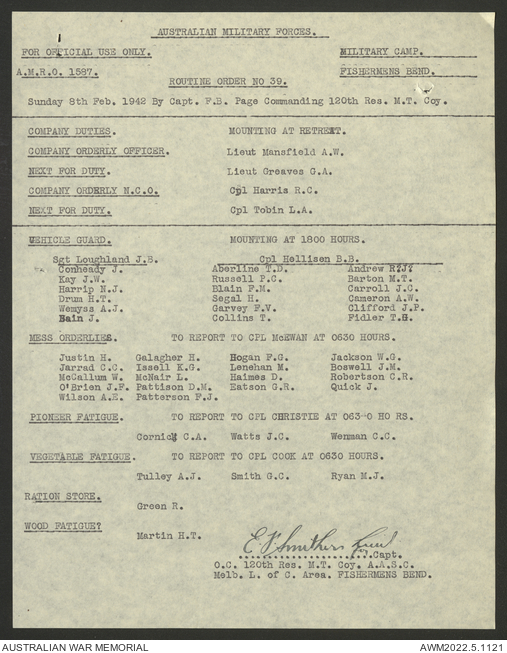 AUSTRALIAN MILITARY FORCES.
FOR OFFICIAL USE ONLY. MILITARY CAMP.
A.M.R.O. 1587. FISHERMENS BEND.
ROUTINE ORDER NO 39.
Sunday 8th Feb. 1942 By Capt. F.B. Page Commanding 120th Res. M.T. Coy.
COMPANY DUTIES. MOUNTING AT RETREAT.
COMPANY ORDERLY OFFICER. Lieut Mansfield A.W.
NEXT FOR DUTY. Lieut Greaves G.A.
COMPANY ORDERLY N.C.O. Cpl Harris R.C.
NEXT FOR DUTY. Cpl Tobin L.A.
VEHICLE GUARD. MOUNTING AT 1800 HOURS.
Sgt Loughland J.B. Cpl Hellisen B.B.
Conheady J. Aberline T.D. Andrew R?J?
Kay J.W. Russell P.C. Barton M.T.
Harrip N.J. Blain F.M. Carroll J.C.
Drum H.T. Segal H. Cameron A.W.
Wemyss A.J. Garvey F.V. Clifford J.P.
Bain J. Collins T. Fidler T.G.
MESS ORDERLIES. TO REPORT TO CPL McEWAN AT 0630 HOURS.
Justin H. Galagher H. Hogan F.G. Jackson W.G.
Jarrad C.C. Issell K.G. Lenehan M. Boswell J.M.
McCallum W. McNair L. Haimes D. Robertson C.R.
O'Brien J.F. Pattison D.M. Eatson G.R. Quick J.
Wilson A.E. Patterson F.J.
PIONEER FATIGUE. TO REPORT TO CPL CHRISTIE AT 0630 HO RS.
Cornick C.A. Watts J.C. Wenman C.C.
VEGETABLE FATIGUE. TO REPORT TO CPL COOK AT 0630 HOURS.
Tulley A.J. Smith G.C. Ryan M.J.
RATION STORE.
Green R.
WOOD FATIGUE?
Martin H.T.
Capt.
O.C. 120th Res. M.T. Coy. A.A.S.C.
Melb. L. of C. Area. FISHERMENS BEND.
AUSTRALIAN WAR MEMORIAL AWM2022.5.1121